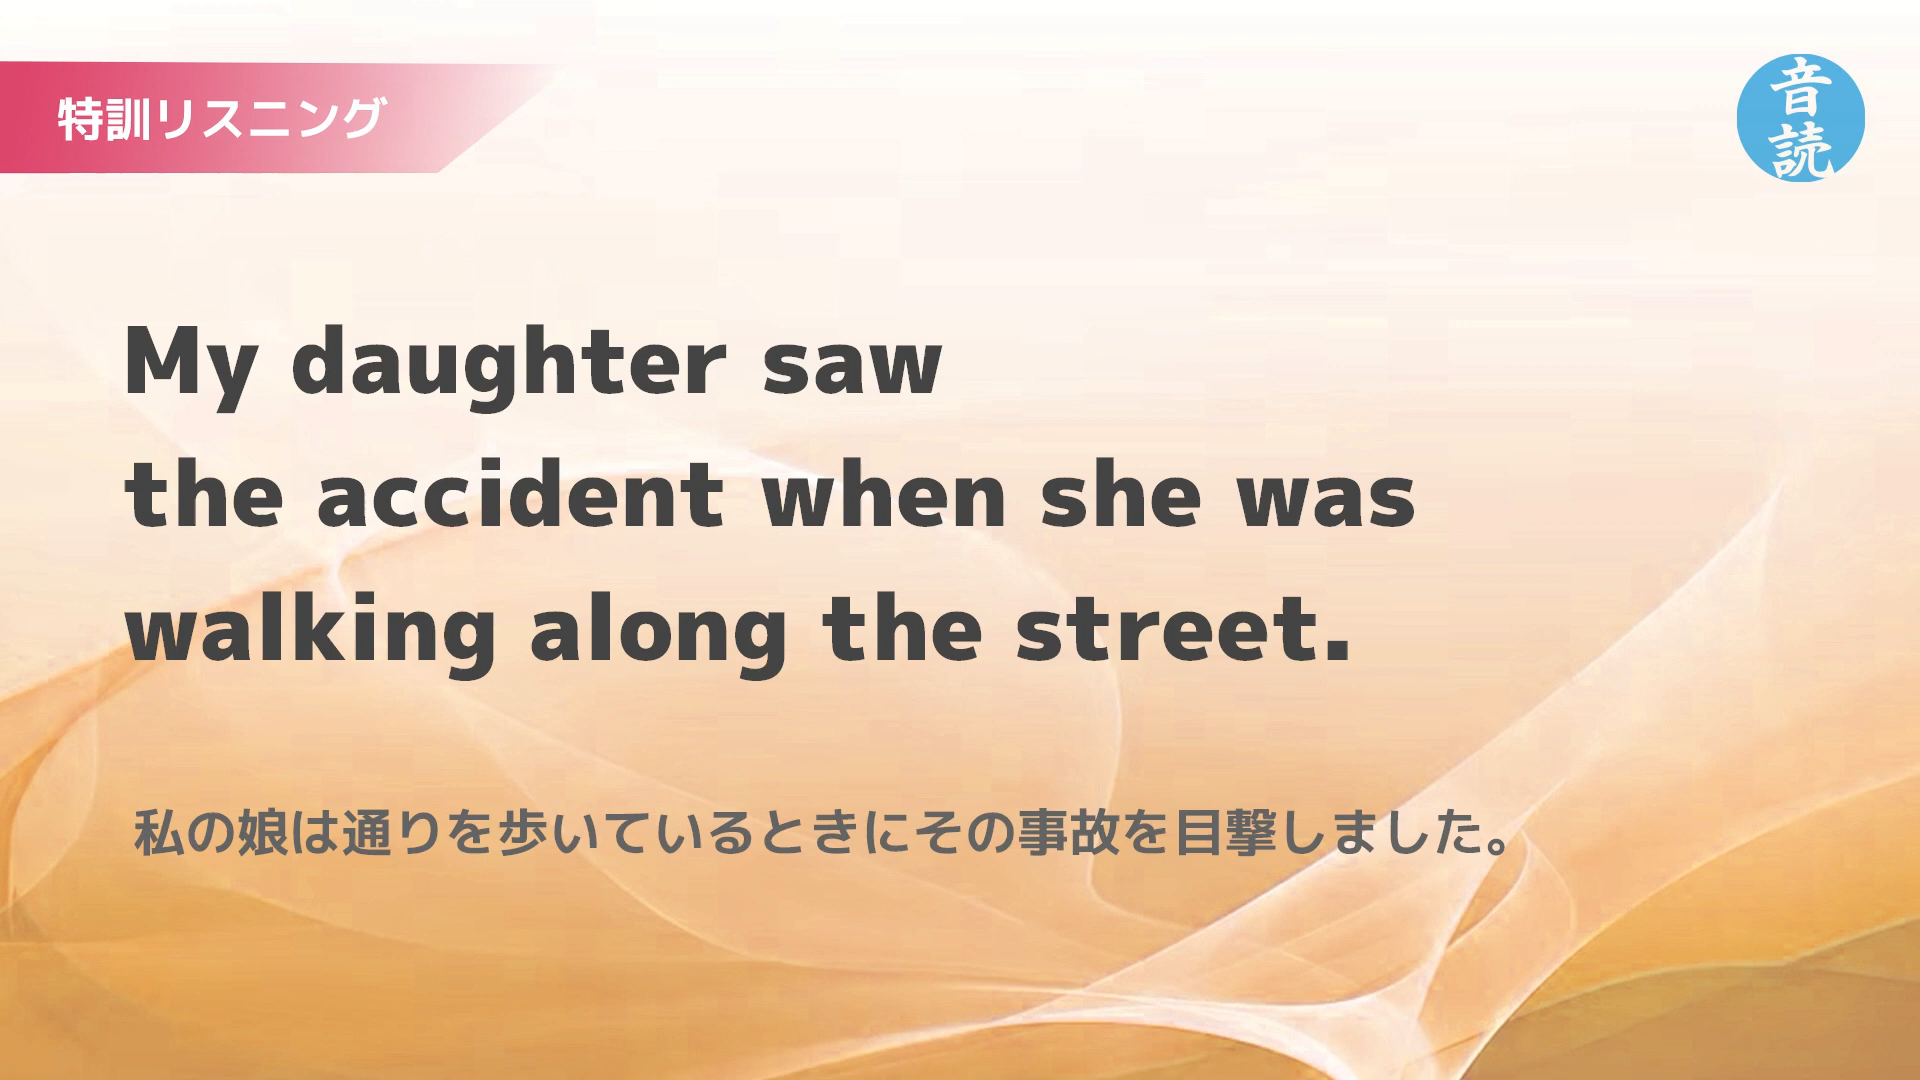 特訓リスニング
音
読
My daughter saw
the accident when she was
walking along the street.
私の娘は通りを歩いているときにその事故を目撃しました。